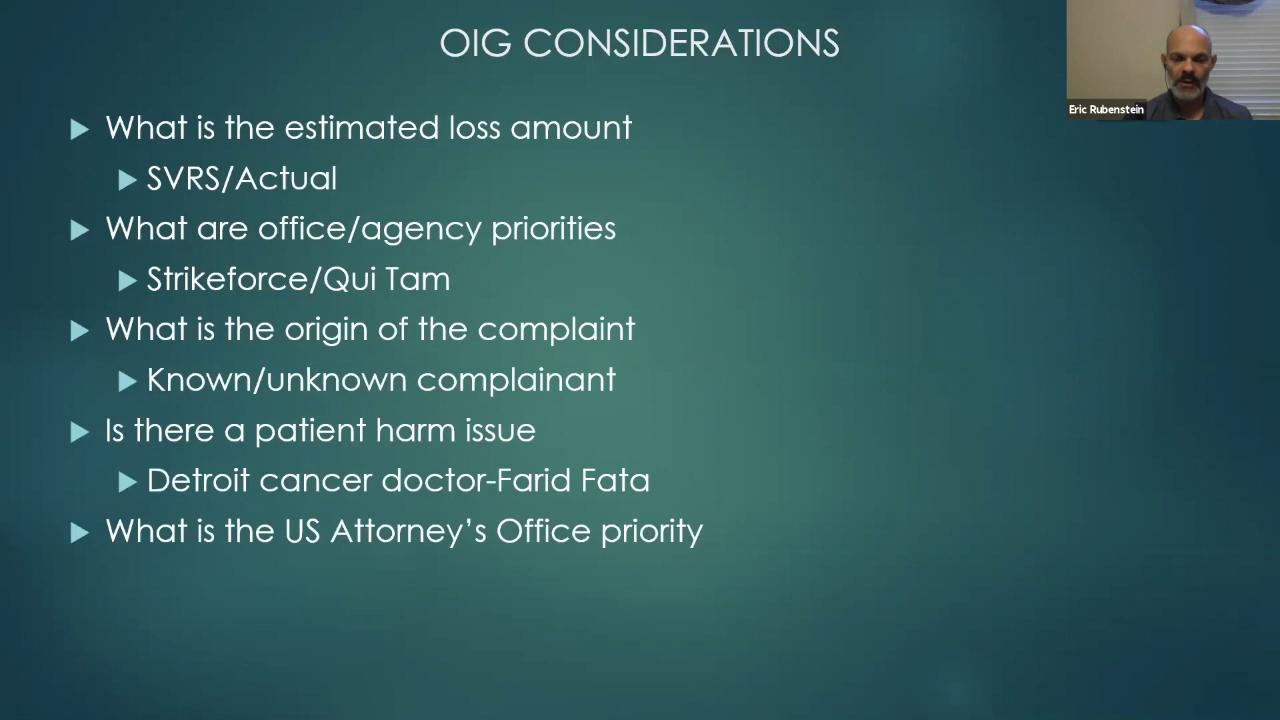 OIG CONSIDERATIONS
Eric Rubenstein
What is the estimated loss amount
SVRS/Actual
What are office/agency priorities
Strikeforce/Qui Tam
What is the origin of the complaint
Known/unknown complainant
Is there a patient harm issue
Detroit cancer doctor-Farid Fata
What is the US Attorney’s Office priority